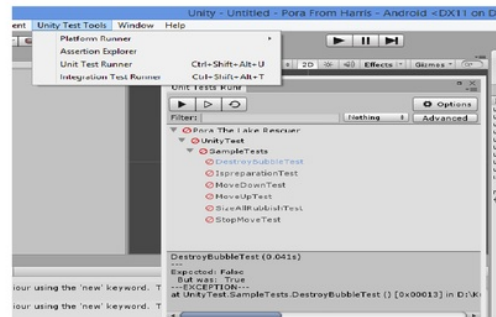 Unity - Untitled - Pora From Harris - Android <DX11 on D
ent Unity Test Tools Window Help
Platform Runner
Assertion Explorer
Unit Test Runner Ctrl+Shift+Alt+U
Integration Test Runner Ctrl+Shift+Alt+T
2D Effects Gizmos
Unit Tests Runr
Options
Filter: Nothing Advanced
Pora The Lake Rescuer
UnityTest
SampleTests
DestroyBubbleTest
IspreparationTest
MoveDownTest
MoveUpTest
SizeAllRubbishTest
StopMoveTest
DestroyBubbleTest (0.041s)
---
Expected: False
But was: True
---EXCEPTION---
at UnityTest.SampleTests.DestroyBubbleTest () [0x00013] in D:\K
iour using the 'new' keyword. T
iour using the 'new' keyword. T